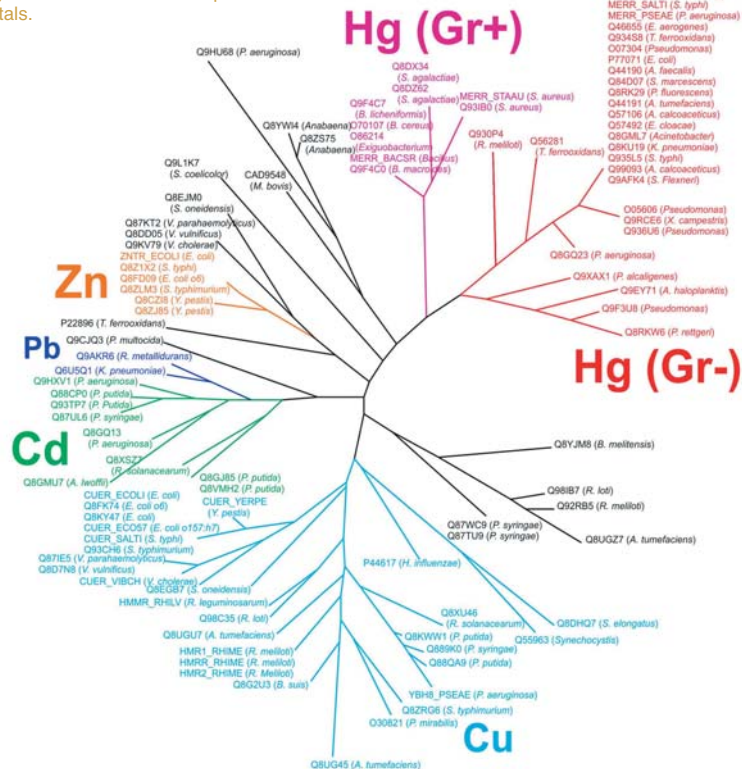 tals.
Hg (Gr+)
MERR_SALTI (S. typhi)
MERR_PSEAE (P. aeruginosa)
Q46655 (E. aerogenes)
Q934S8 (T. ferrooxidans)
O07304 (Pseudomonas)
P77071 (E. coli)
Q44190 (A. faecalis)
Q84D07 (S. marcescens)
Q8RK29 (P. fluorescens)
Q44191 (A. tumefaciens)
Q57106 (A. calcoaceticus)
Q57492 (E. cloacae)
Q8GML7 (Acinetobacter)
Q8KU19 (K. pneumoniae)
Q935L5 (S. typhi)
Q99093 (A. calcoaceticus)
Q9AFK4 (S. Flexneri)
Q9HU68 (P. aeruginosa)
Q8DX34
(S. agalactiae)
Q8DZ62
(S. agalactiae)
MERR_STAAU (S. aureus)
Q93IB0 (S. aureus)
Q9F4C7
(B. licheniformis)
O70107 (B. cereus)
O86214
(Exiguobacterium)
MERR_BACSR (Bacillus)
Q9F4C0 (B. macroides)
Q8YWI4 (Anabaena)
Q8ZS75
(Anabaena)
Q930P4
(R. meliloti)
Q56281
(T. ferrooxidans)
Q9L1K7
(S. coelicolor)
CAD9548
(M. bovis)
Q8EJM0
(S. oneidensis)
Q87KT2 (V. parahaemolyticus)
Q8DD05 (V. vulnificus)
Q9KV79 (V. cholerae)
O05606 (Pseudomonas)
Q9RCE6 (X. campestris)
Q936U6 (Pseudomonas)
Q8GQ23 (P. aeruginosa)
Zn
ZNTR_ECOLI (E. coli)
Q8Z1X2 (S. typhi)
Q8FD09 (E. coli o6)
Q8ZLM3 (S. typhimurium)
Q8CZI8 (Y. pestis)
Q8ZJ85 (Y. pestis)
Q9XAX1 (P. alcaligenes)
Q9EY71 (A. haloplanktis)
Q9F3U8 (Pseudomonas)
Q8RKW6 (P. rettgeri)
Hg (Gr-)
P22896 (T. ferrooxidans)
Q9CJQ3 (P. multocida)
Pb
Q9AKR6 (R. metallidurans)
Q6U5Q1 (K. pneumoniae)
Q9HXV1 (P. aeruginosa)
Q88CP0 (P. putida)
Q93TP7 (P. Putida)
Q87UL6 (P. syringae)
Cd
Q8GQ13
(P. aeruginosa)
Q8XSZ7
(R. solanacearum)
Q8GMU7 (A. lwoffii)
Q8GJ85 (P. putida)
Q8VMH2 (P. putida)
Q8YJM8 (B. melitensis)
Q98IB7 (R. loti)
Q92RB5 (R. meliloti)
Q87WC9 (P. syringae)
Q87TU9 (P. syringae)
Q8UGZ7 (A. tumefaciens)
CUER_ECOLI (E. coli)
Q8FK74 (E. coli o6)
Q8KY47 (E. coli)
CUER_ECO57 (E. coli o157:h7)
CUER_SALTI (S. typhi)
Q93CH6 (S. typhimurium)
CUER_YERPE
(Y. pestis)
Q87IE5 (V. parahaemolyticus)
Q8D7N8 (V. vulnificus)
CUER_VIBCH (V. cholerae)
Q8EGB7 (S. oneidensis)
HMMR_RHILV (R. leguminosarum)
Q98C35 (R. loti)
Q8UGU7 (A. tumefaciens)
HMR1_RHIME (R. meliloti)
HMRR_RHIME (R. meliloti)
HMR2_RHIME (R. Meliloti)
Q8G2U3 (B. suis)
P44617 (H. influenzae)
Q8XU46
(R. solanacearum)
Q8KWW1 (P. putida)
Q889K0 (P. syringae)
Q88QA9 (P. putida)
Q8DHQ7 (S. elongatus)
Q55963 (Synechocystis)
YBH8_PSEAE (P. aeruginosa)
Q8ZRG6 (S. typhimurium)
O30821 (P. mirabilis)
Cu
Q8UG45 (A. tumefaciens)